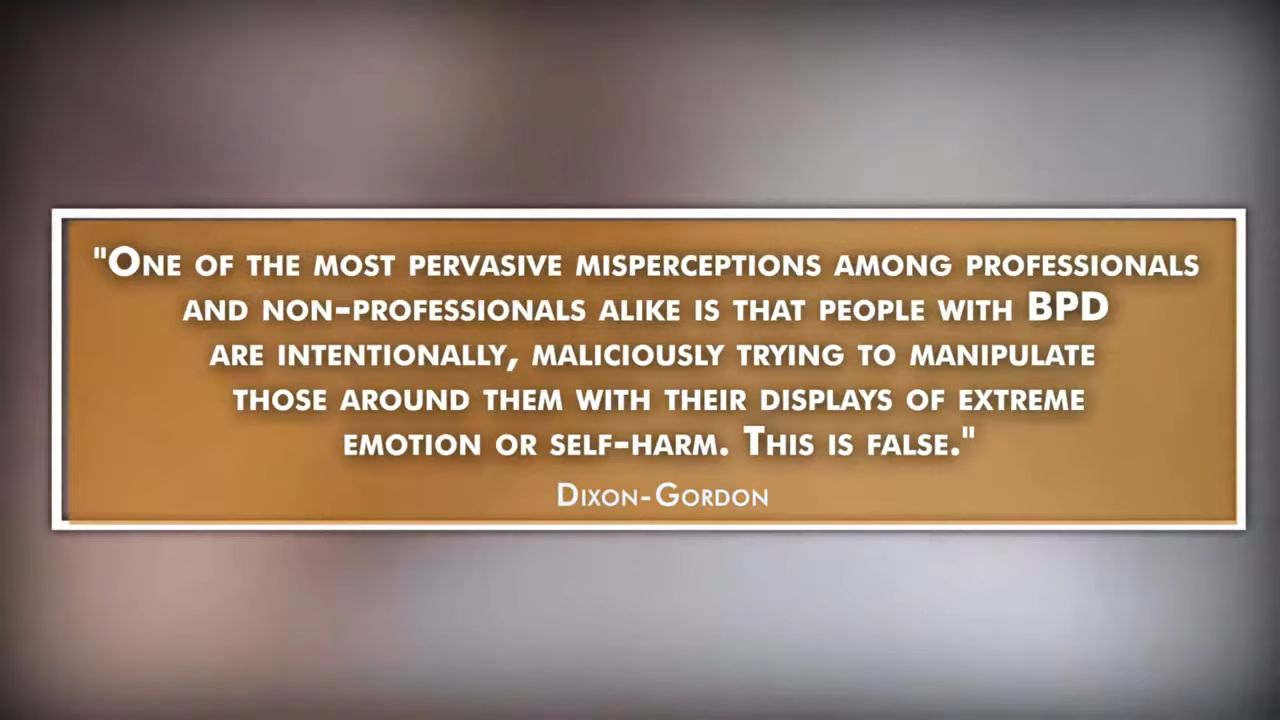 "One of the most pervasive misperceptions among professionals
and non-professionals alike is that people with BPD
are intentionally, maliciously trying to manipulate
those around them with their displays of extreme
emotion or self-harm. This is false."
Dixon-Gordon